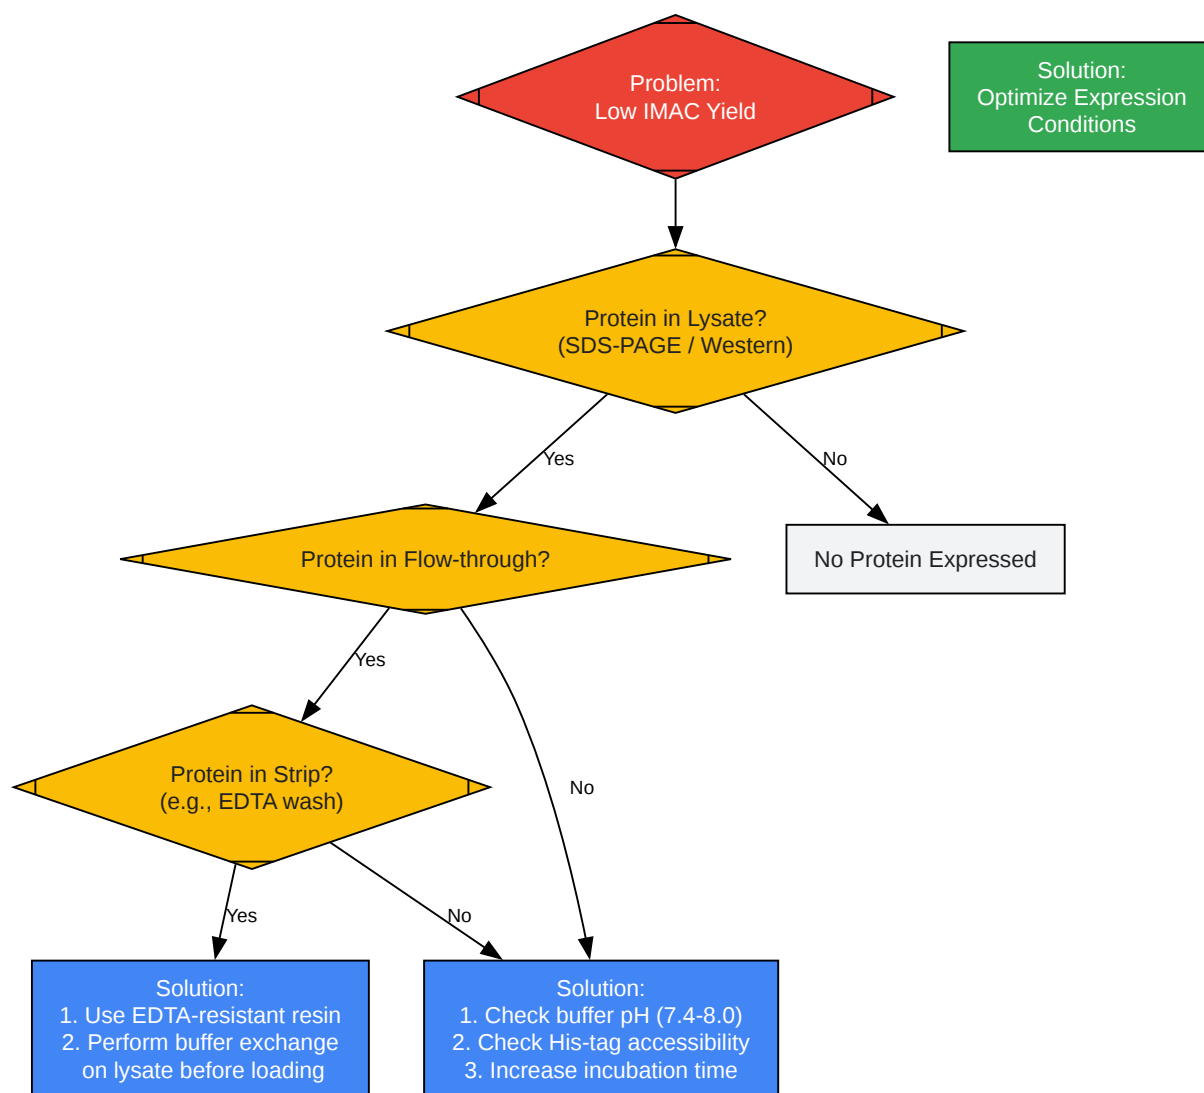 Problem:
Low IMAC Yield
Solution:
Optimize Expression
Conditions
Protein in Lysate?
(SDS-PAGE / Western)
Yes
No
Protein in Flow-through?
No Protein Expressed
Yes
Protein in Strip?
(e.g., EDTA wash)
No
Yes
No
Solution:
1. Use EDTA-resistant resin
2. Perform buffer exchange
on lysate before loading
Solution:
1. Check buffer pH (7.4-8.0)
2. Check His-tag accessibility
3. Increase incubation time